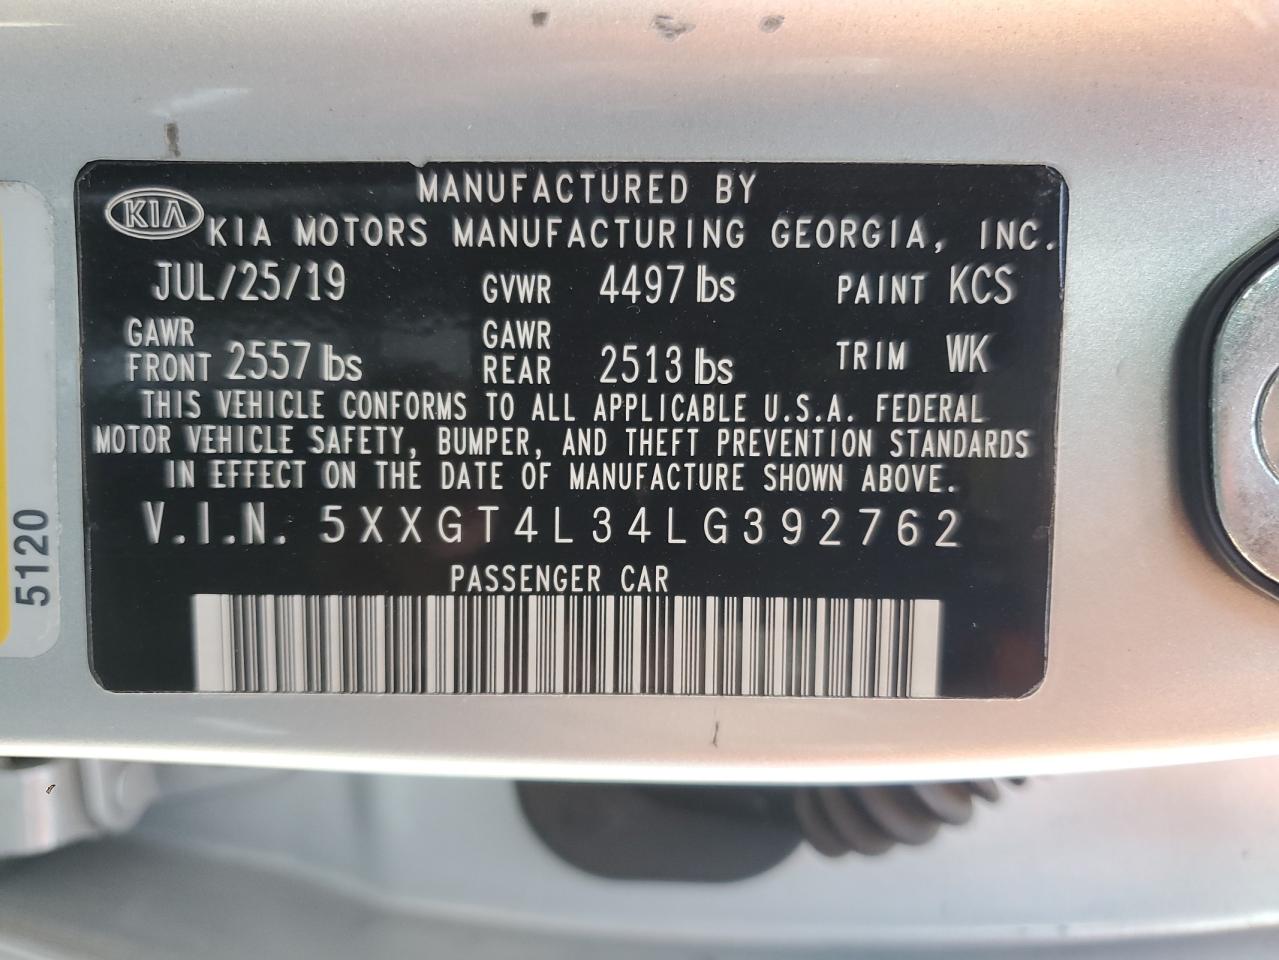 MANUFACTURED BY
KIA KIA MOTORS MANUFACTURING GEORGIA, INC.
JUL/25/19 GVWR 4497 lbs PAINT KCS
GAWR FRONT 2557 lbs GAWR REAR 2513 lbs TRIM WK
THIS VEHICLE CONFORMS TO ALL APPLICABLE U.S.A. FEDERAL
MOTOR VEHICLE SAFETY, BUMPER, AND THEFT PREVENTION STANDARDS
IN EFFECT ON THE DATE OF MANUFACTURE SHOWN ABOVE.
V.I.N. 5XXGT4L34LG392762
PASSENGER CAR
5120